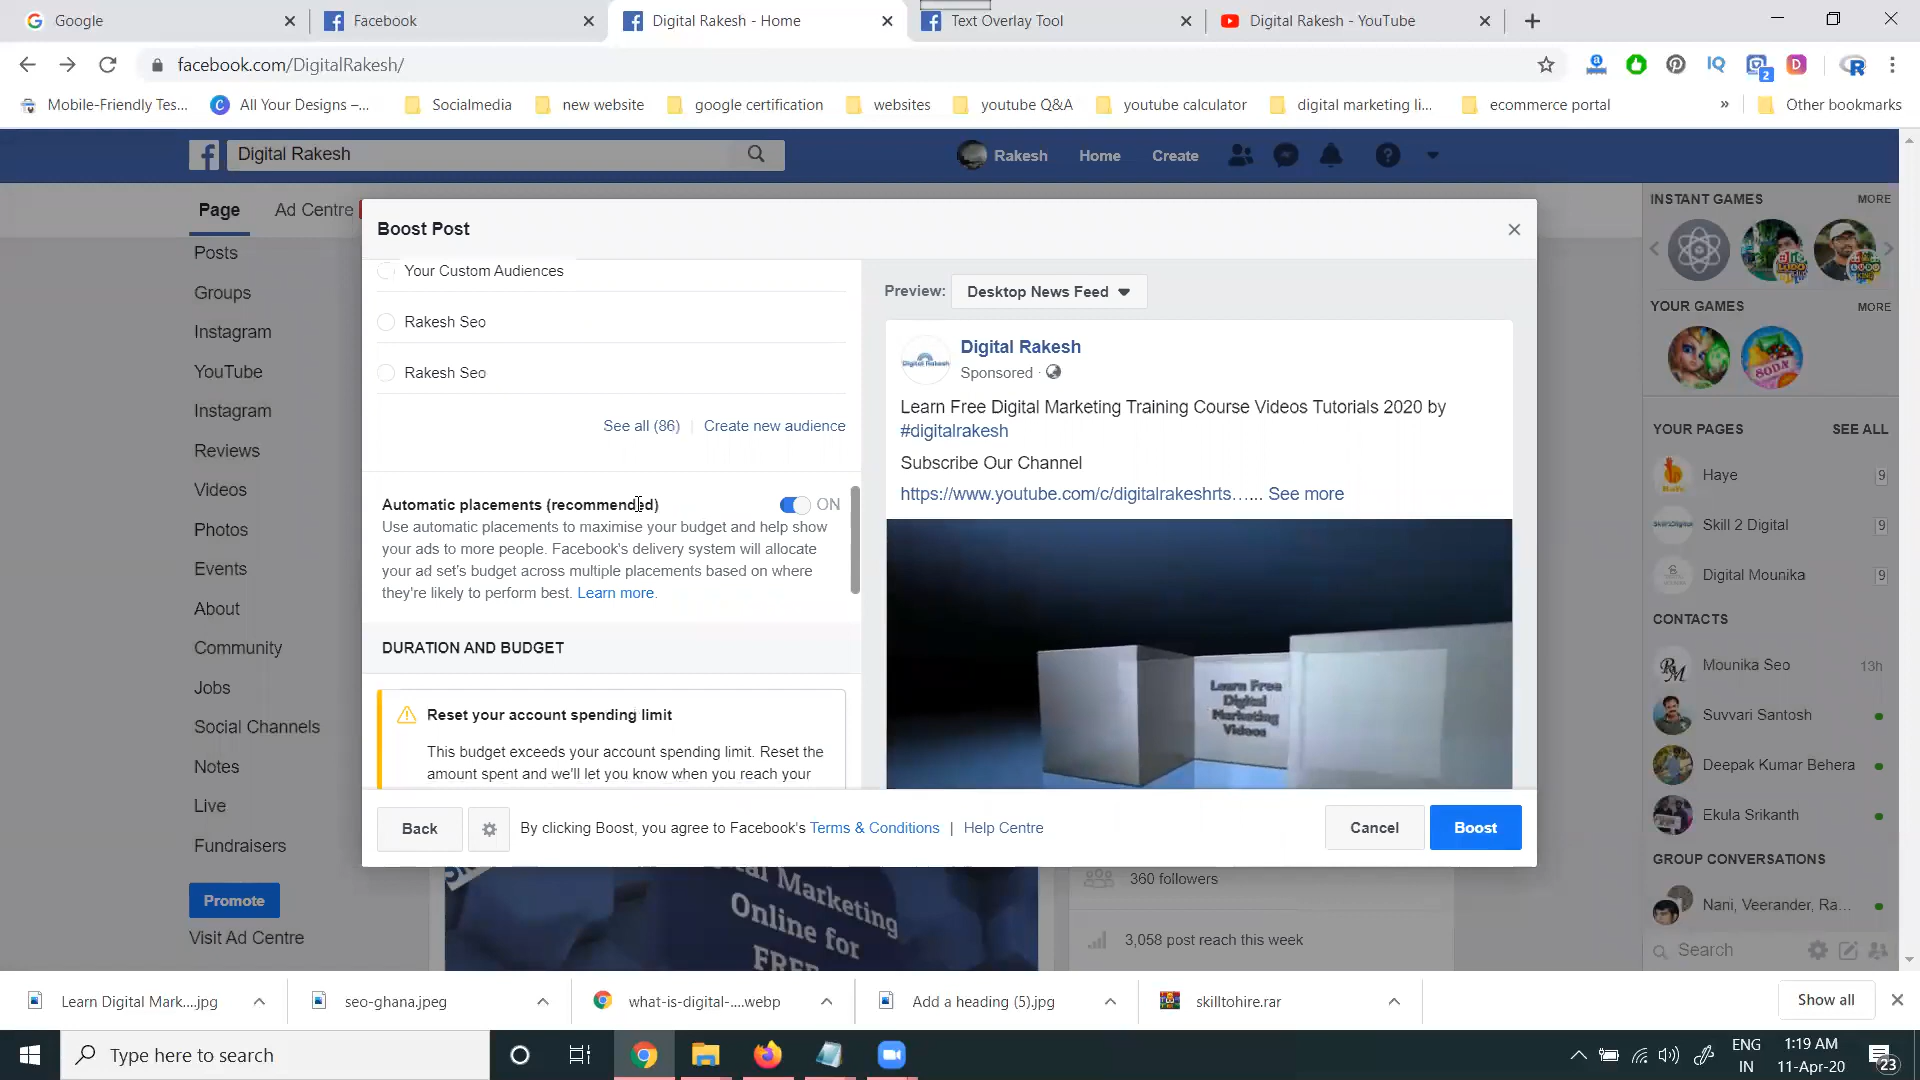 Google
Facebook
Digital Rakesh - Home
Text Overlay Tool
Digital Rakesh - YouTube
facebook.com/DigitalRakesh/
Mobile-Friendly Tes...
All Your Designs –...
Socialmedia
new website
google certification
websites
youtube Q&A
youtube calculator
digital marketing li...
ecommerce portal
»
Other bookmarks
Digital Rakesh
Rakesh
Home
Create
Page
Ad Centre
Posts
Groups
Instagram
YouTube
Instagram
Reviews
Videos
Photos
Events
About
Community
Jobs
Social Channels
Notes
Live
Fundraisers
Promote
Visit Ad Centre
Boost Post
Your Custom Audiences
Rakesh Seo
Rakesh Seo
See all (86) | Create new audience
Automatic placements (recommended)
ON
Use automatic placements to maximise your budget and help show
your ads to more people. Facebook's delivery system will allocate
your ad set's budget across multiple placements based on where
they're likely to perform best. Learn more.
DURATION AND BUDGET
Reset your account spending limit
This budget exceeds your account spending limit. Reset the
amount spent and we'll let you know when you reach your
Preview:
Desktop News Feed
Digital Rakesh
Sponsored ·
Learn Free Digital Marketing Training Course Videos Tutorials 2020 by
#digitalrakesh
Subscribe Our Channel
https://www.youtube.com/c/digitalrakeshrts…... See more
Learn Free
Digital
Marketing
Videos
Back
By clicking Boost, you agree to Facebook's Terms & Conditions | Help Centre
Cancel
Boost
Marketing
Online for
FREE
360 followers
3,058 post reach this week
INSTANT GAMES
MORE
YOUR GAMES
MORE
YOUR PAGES
SEE ALL
Haye
9
Skill 2 Digital
9
Digital Mounika
9
CONTACTS
Mounika Seo
13h
Suvvari Santosh
Deepak Kumar Behera
Ekula Srikanth
GROUP CONVERSATIONS
Nani, Veerander, Ra...
Search
Learn Digital Mark....jpg
seo-ghana.jpeg
what-is-digital-....webp
Add a heading (5).jpg
skilltohire.rar
Show all
Type here to search
ENG
IN
1:19 AM
11-Apr-20
23